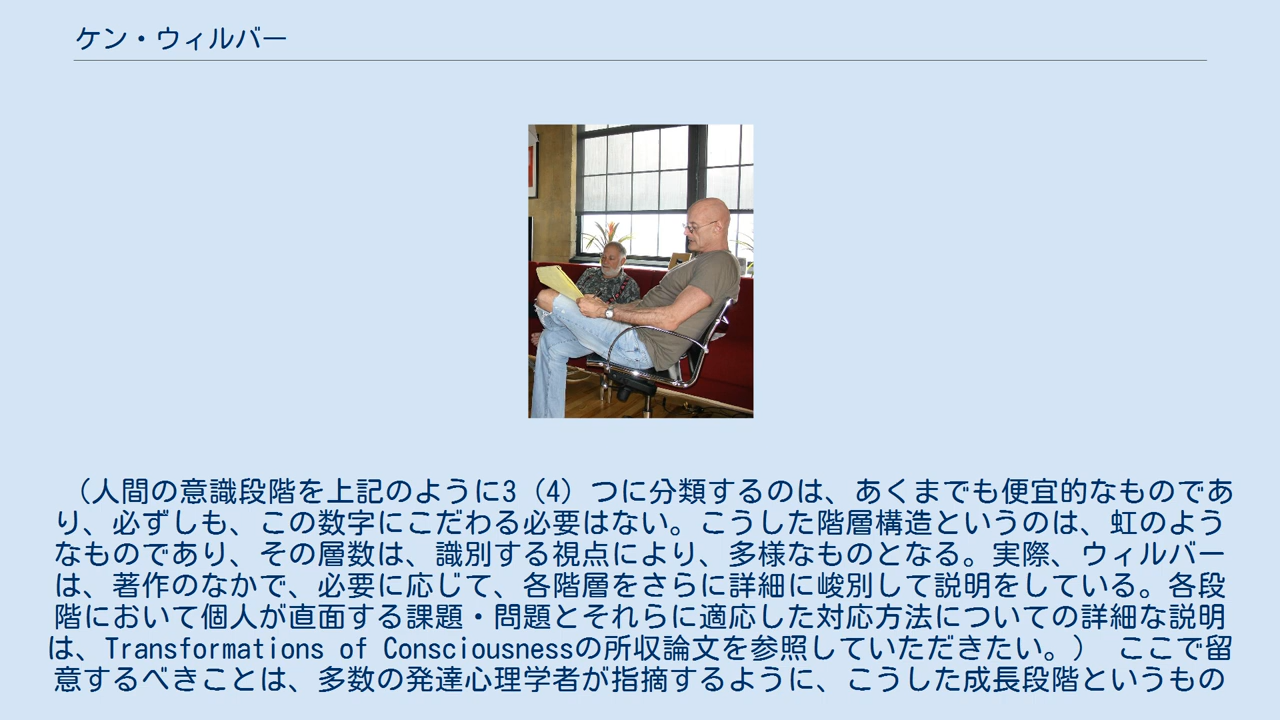 ケン・ウィルバー
（人間の意識段階を上記のように3（4）つに分類するのは、あくまでも便宜的なものであ
り、必ずしも、この数字にこだわる必要はない。こうした階層構造というのは、虹のよう
なものであり、その層数は、識別する視点により、多様なものとなる。実際、ウィルバー
は、著作のなかで、必要に応じて、各階層をさらに詳細に峻別して説明をしている。各段
階において個人が直面する課題・問題とそれらに適応した対応方法についての詳細な説明
は、Transformations of Consciousnessの所収論文を参照していただきたい。） ここで留
意するべきことは、多数の発達心理学者が指摘するように、こうした成長段階というもの